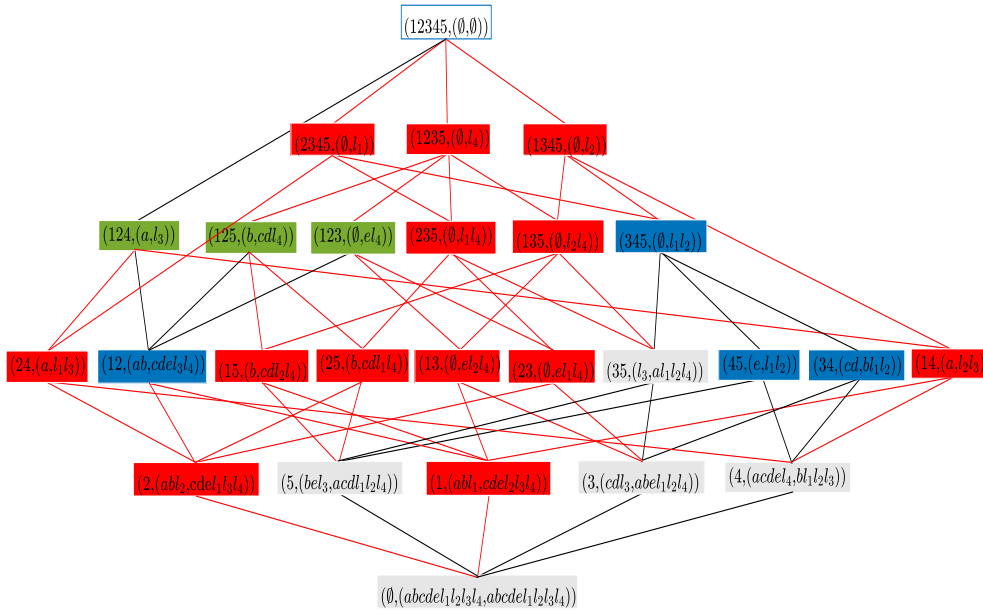 (12345,(∅,∅))
(2345,(∅,l₁)) (1235,(∅,l₄)) (1345,(∅,l₂))
(124,(a,l₃)) (125,(b,cdl₄)) (123,(∅,el₄)) (235,(∅,l₁l₄)) (135,(∅,l₂l₄)) (345,(∅,l₁l₂))
(24,(a,l₁l₃)) (12,(ab,cdel₃l₄)) (15,(b,cdl₂l₄)) (25,(b,cdl₁l₄)) (13,(∅,el₂l₄)) (23,(∅,el₁l₄)) (35,(l₃,al₁l₂l₄)) (45,(e,l₁l₂)) (34,(cd,bl₁l₂)) (14,(a,l₂l₃
(2,(abl₂,cdel₁l₃l₄)) (5,(bel₃,acdl₁l₂l₄)) (1,(abl₁,cdel₂l₃l₄)) (3,(cdl₃,abel₁l₂l₄)) (4,(acdel₄,bl₁l₂l₃))
(∅,(abcdel₁l₂l₃l₄,abcdel₁l₂l₃l₄))